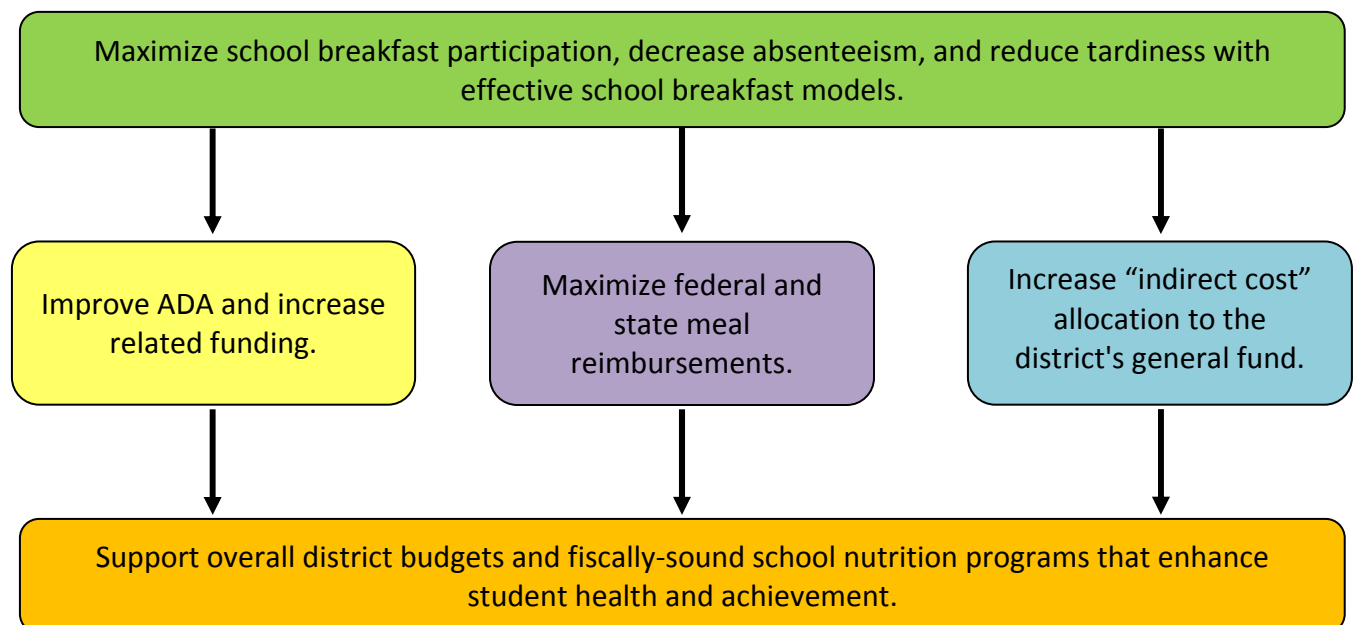 Maximize school breakfast participation, decrease absenteeism, and reduce tardiness with
effective school breakfast models.
Improve ADA and increase
related funding.
Maximize federal and
state meal
reimbursements.
Increase “indirect cost”
allocation to the
district's general fund.
Support overall district budgets and fiscally-sound school nutrition programs that enhance
student health and achievement.